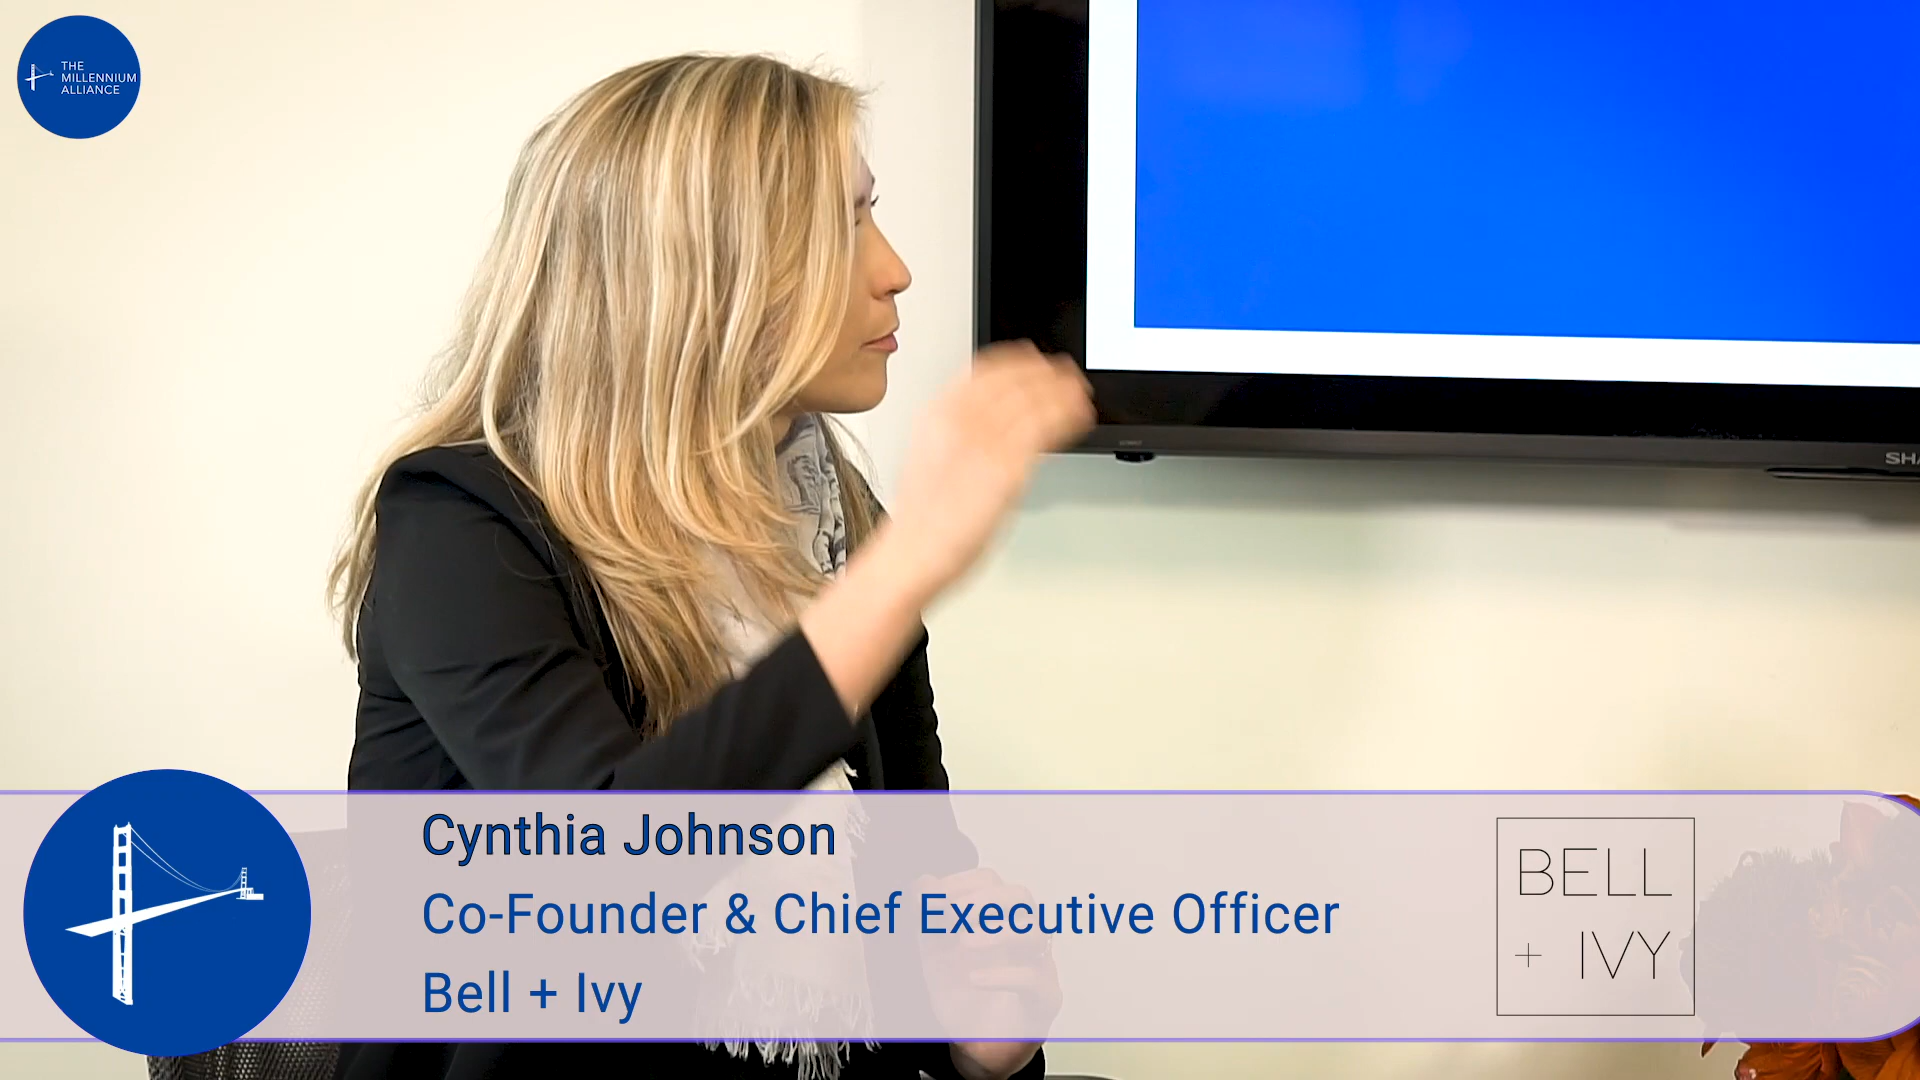 THE
MILLENNIUM
ALLIANCE
Cynthia Johnson
Co-Founder & Chief Executive Officer
Bell + Ivy
BELL
+ IVY